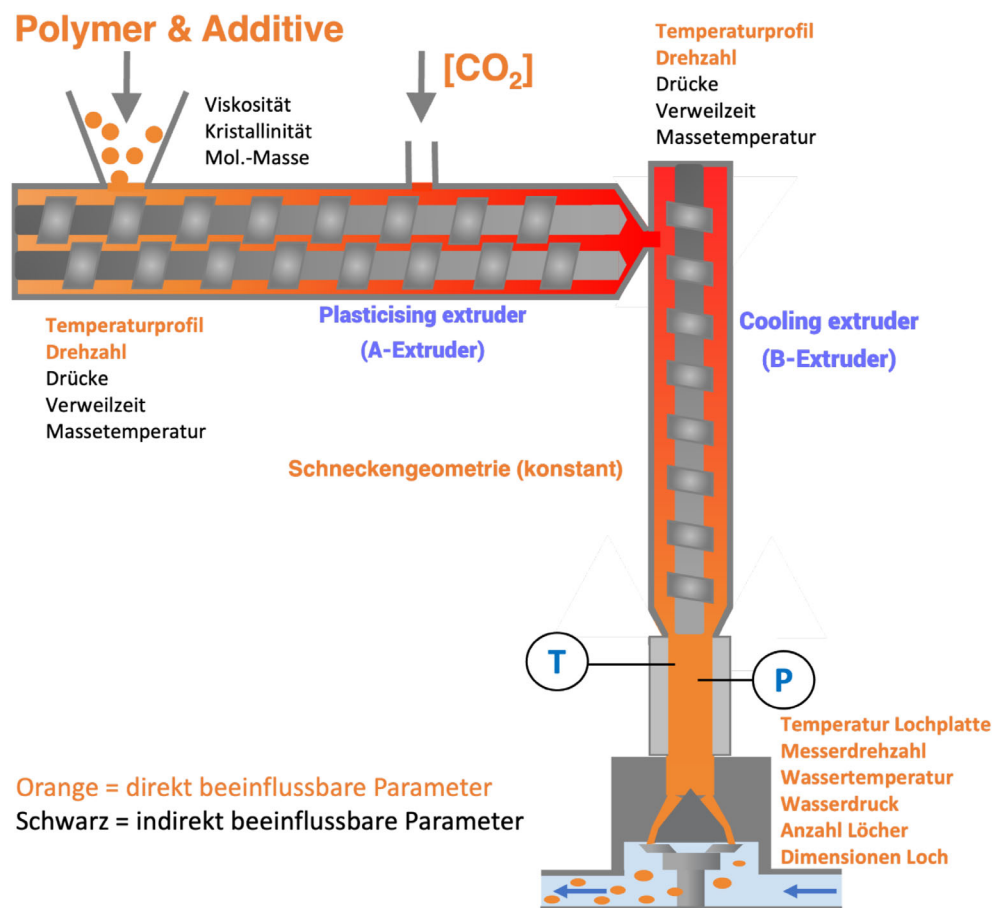 Polymer & Additive
[CO₂]
Viskosität
Kristallinität
Mol.-Masse
Temperaturprofil
Drehzahl
Drücke
Verweilzeit
Massetemperatur
Temperaturprofil
Drehzahl
Drücke
Verweilzeit
Massetemperatur
Plasticising extruder
(A-Extruder)
Cooling extruder
(B-Extruder)
Schneckengeometrie (konstant)
T
P
Temperatur Lochplatte
Messerdrehzahl
Wassertemperatur
Wasserdruck
Anzahl Löcher
Dimensionen Loch
Orange = direkt beeinflussbare Parameter
Schwarz = indirekt beeinflussbare Parameter